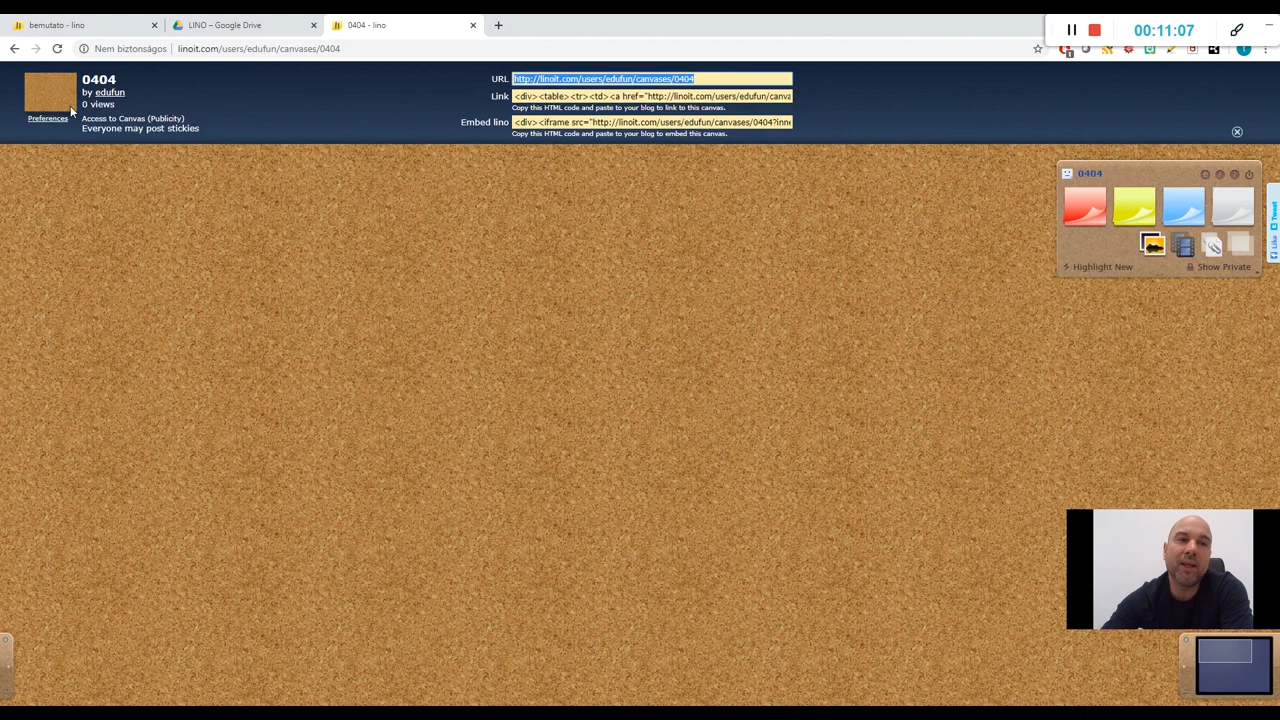 bemutato - lino
LINO – Google Drive
0404 - lino
00:11:07
Nem biztonságos
linoit.com/users/edufun/canvases/0404
0404
by edufun
0 views
Preferences
Access to Canvas (Publicity)
Everyone may post stickies
URL
http://linoit.com/users/edufun/canvases/0404
Link
<div><table><tr><td><a href="http://linoit.com/users/edufun/canva
Copy this HTML code and paste to your blog to link to this canvas.
Embed lino
<div><iframe src="http://linoit.com/users/edufun/canvases/0404?inne
Copy this HTML code and paste to your blog to embed this canvas.
0404
Highlight New
Show Private
Tweet
Like